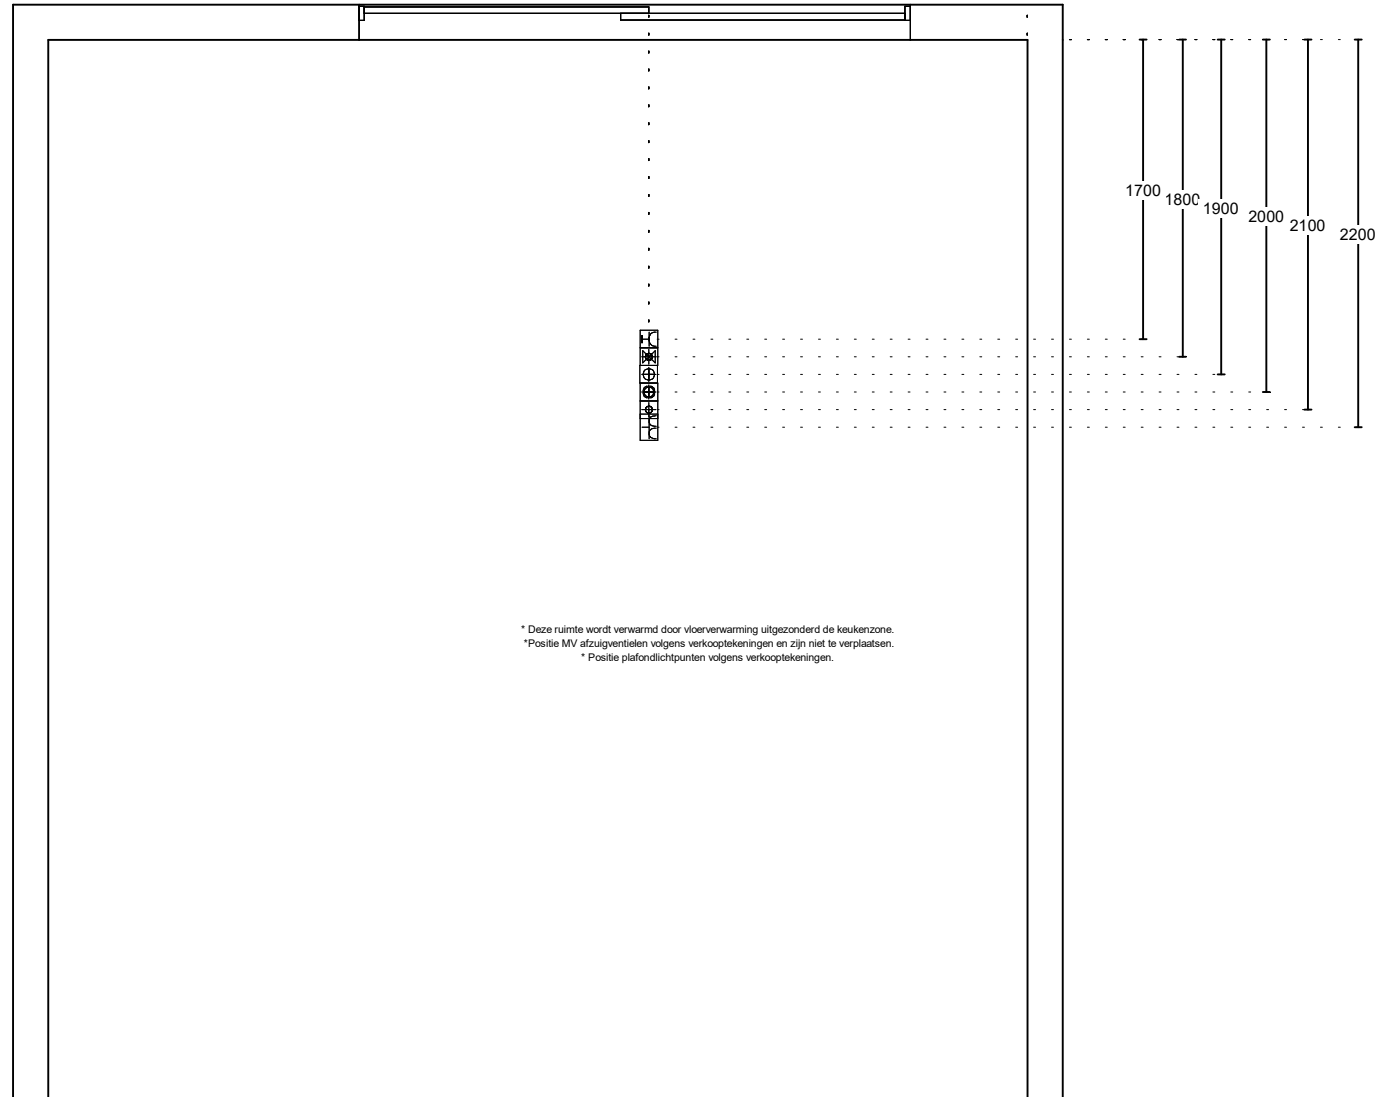 1700
1800
1900
2000
2100
2200
* Deze ruimte wordt verwarmd door vloerverwarming uitgezonderd de keukenzone.
*Positie MV afzuigventielen volgens verkooptekeningen en zijn niet te verplaatsen.
* Positie plafondlichtpunten volgens verkooptekeningen.